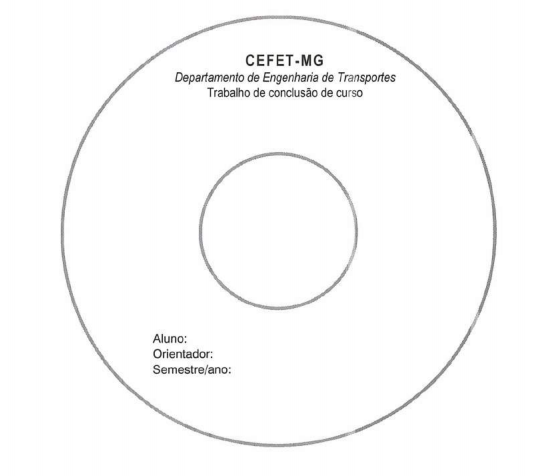 CEFET-MG
Departamento de Engenharia de Transportes
Trabalho de conclusão de curso
Aluno:
Orientador:
Semestre/ano: